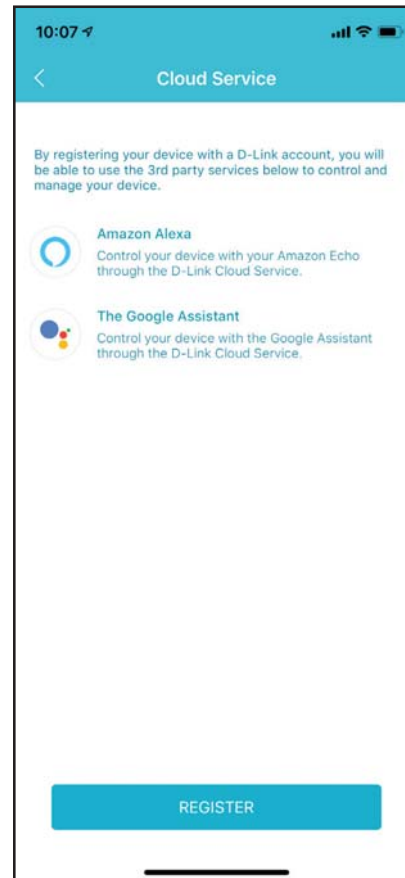 10:07
Cloud Service
By registering your device with a D-Link account, you will
be able to use the 3rd party services below to control and
manage your device.
Amazon Alexa
Control your device with your Amazon Echo
through the D-Link Cloud Service.
The Google Assistant
Control your device with the Google Assistant
through the D-Link Cloud Service.
REGISTER